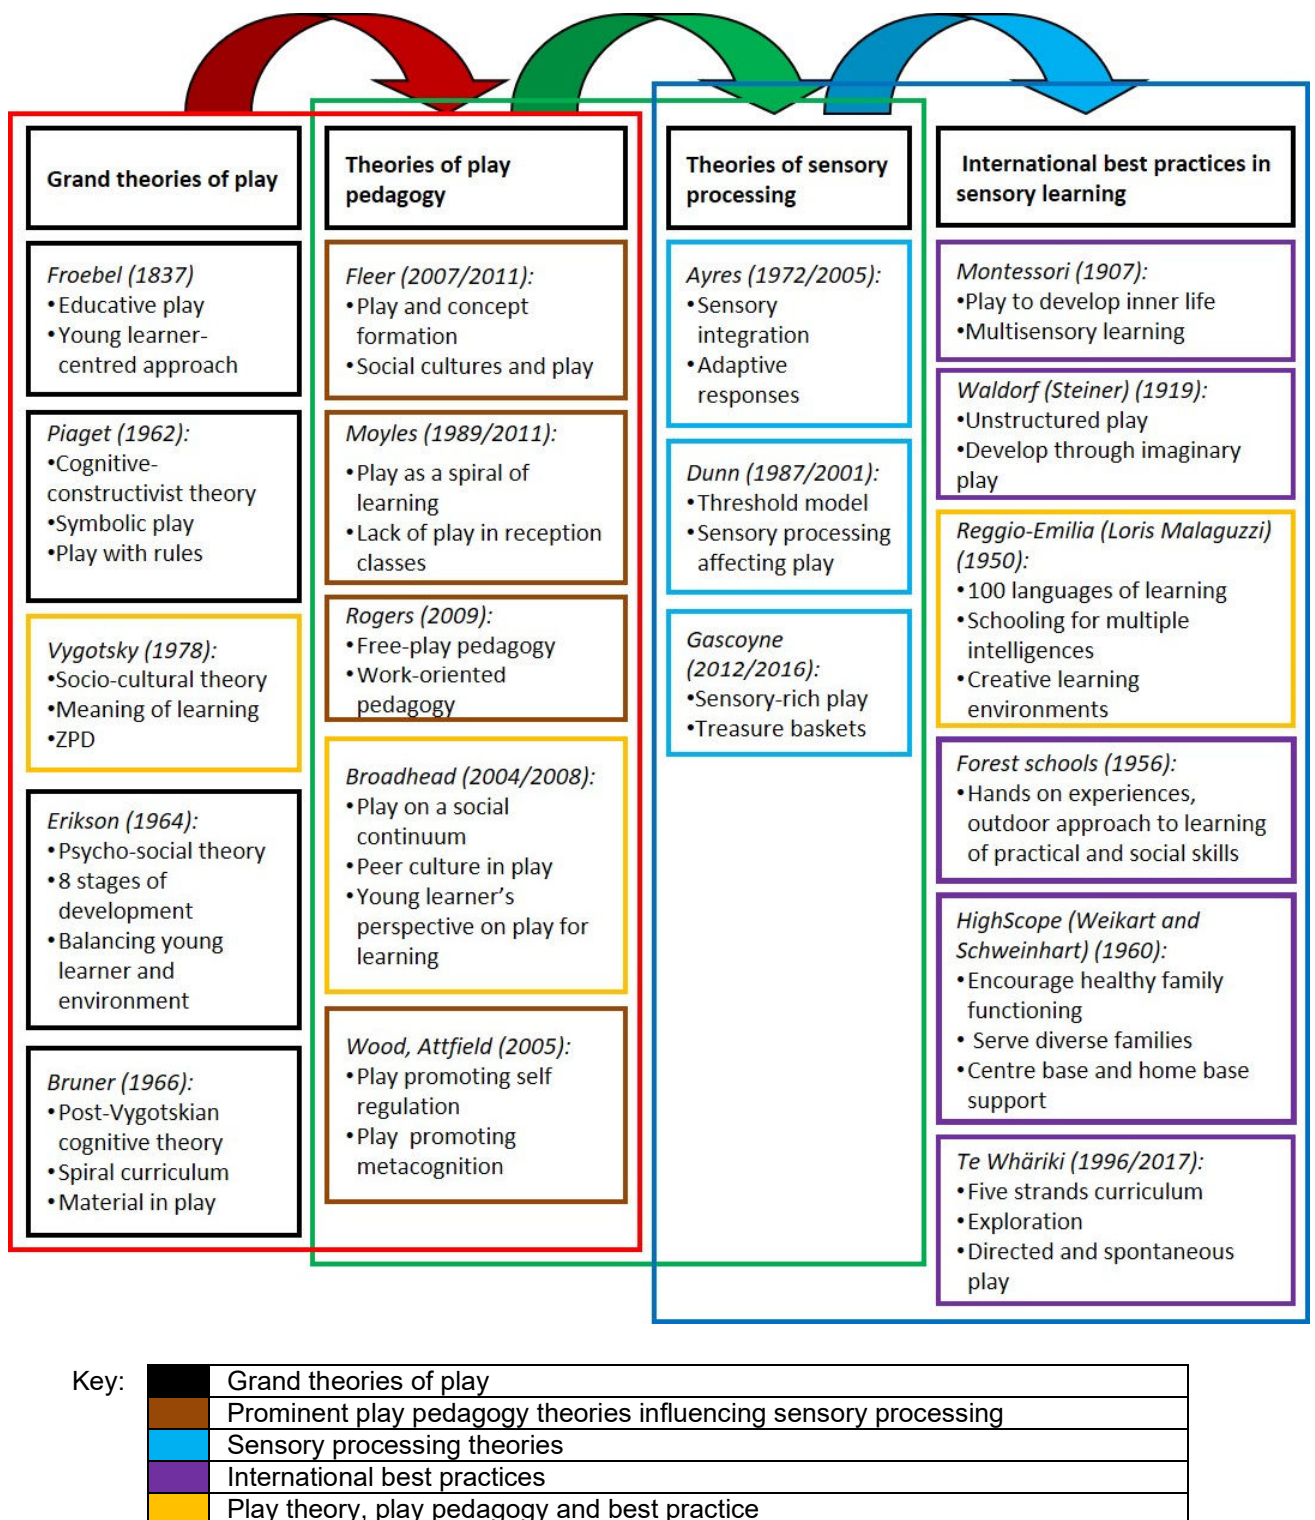 Grand theories of play
Froebel (1837)
•Educative play
•Young learner-
centred approach
Piaget (1962):
•Cognitive-
constructivist theory
•Symbolic play
•Play with rules
Vygotsky (1978):
•Socio-cultural theory
•Meaning of learning
•ZPD
Erikson (1964):
•Psycho-social theory
•8 stages of
development
•Balancing young
learner and
environment
Bruner (1966):
•Post-Vygotskian
cognitive theory
•Spiral curriculum
•Material in play
Theories of play
pedagogy
Fleer (2007/2011):
•Play and concept
formation
•Social cultures and play
Moyles (1989/2011):
•Play as a spiral of
learning
•Lack of play in reception
classes
Rogers (2009):
•Free-play pedagogy
•Work-oriented
pedagogy
Broadhead (2004/2008):
•Play on a social
continuum
•Peer culture in play
•Young learner’s
perspective on play for
learning
Wood, Attfield (2005):
•Play promoting self
regulation
•Play promoting
metacognition
Theories of sensory
processing
Ayres (1972/2005):
•Sensory
integration
•Adaptive
responses
Dunn (1987/2001):
•Threshold model
•Sensory processing
affecting play
Gascoyne
(2012/2016):
•Sensory-rich play
•Treasure baskets
International best practices in
sensory learning
Montessori (1907):
•Play to develop inner life
•Multisensory learning
Waldorf (Steiner) (1919):
•Unstructured play
•Develop through imaginary
play
Reggio-Emilia (Loris Malaguzzi)
(1950):
•100 languages of learning
•Schooling for multiple
intelligences
•Creative learning
environments
Forest schools (1956):
•Hands on experiences,
outdoor approach to learning
of practical and social skills
HighScope (Weikart and
Schweinhart) (1960):
•Encourage healthy family
functioning
• Serve diverse families
•Centre base and home base
support
Te Whäriki (1996/2017):
•Five strands curriculum
•Exploration
•Directed and spontaneous
play
Key:
Grand theories of play
Prominent play pedagogy theories influencing sensory processing
Sensory processing theories
International best practices
Play theory, play pedagogy and best practice